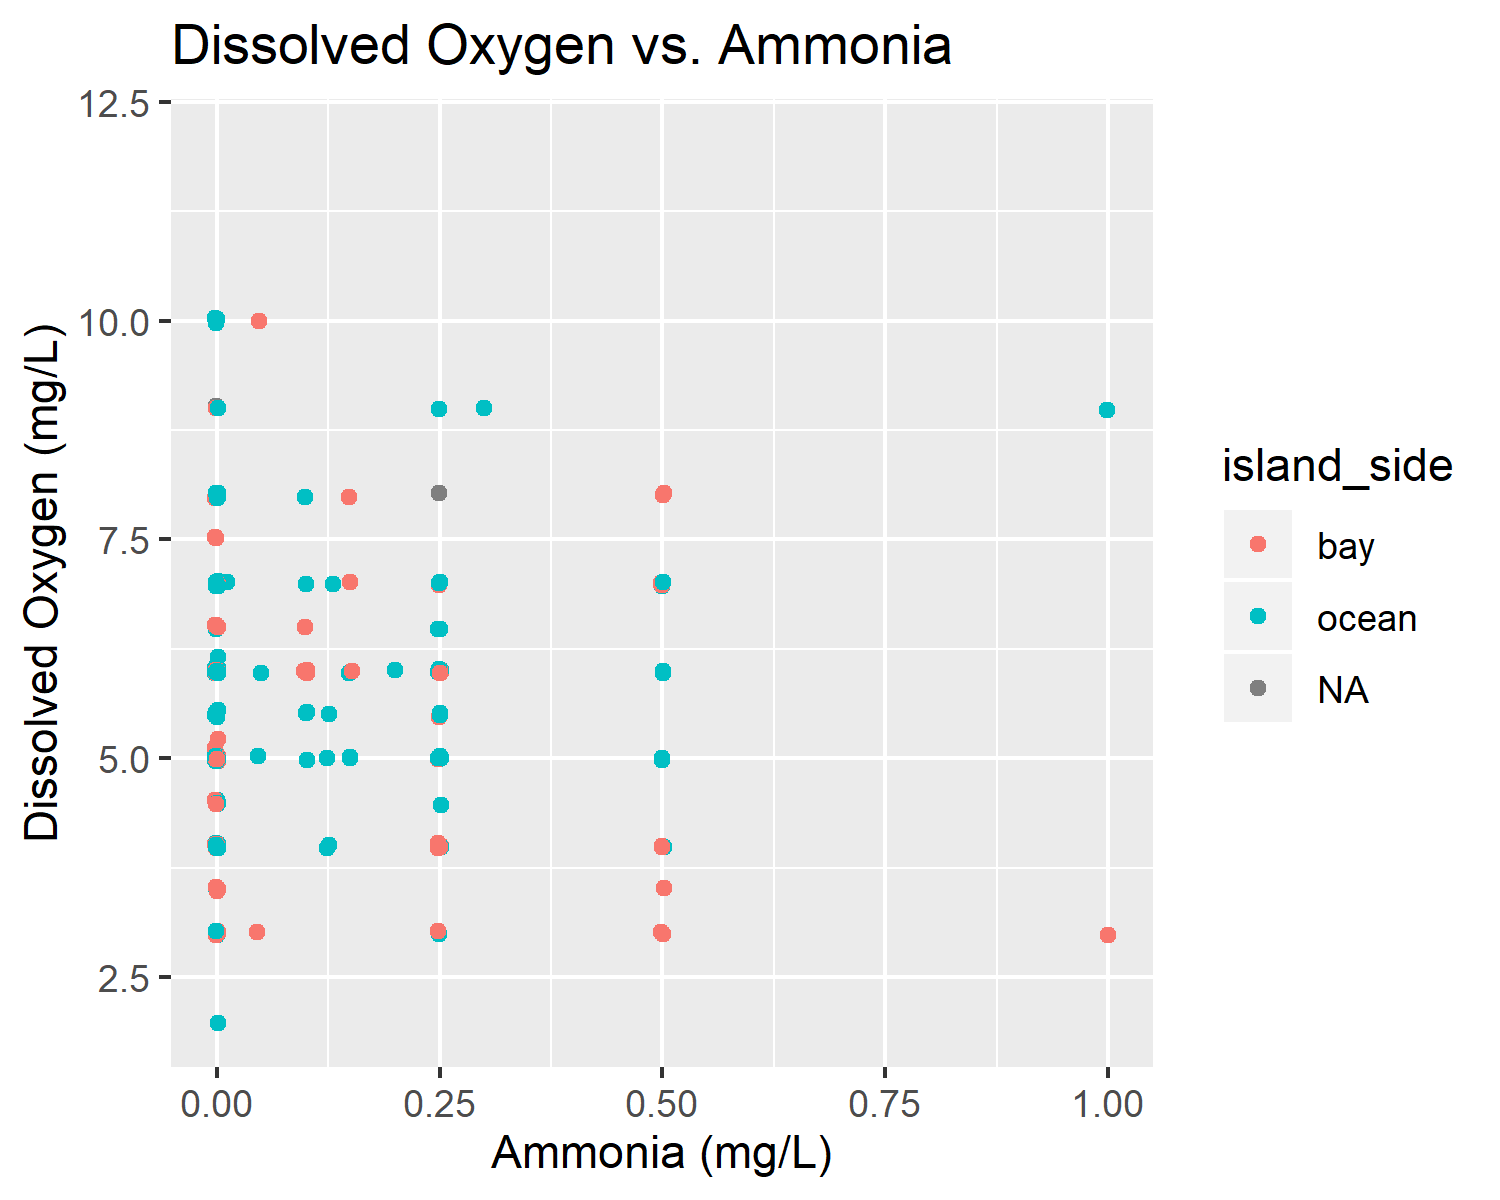 Dissolved Oxygen vs. Ammonia
12.5
10.0
7.5
5.0
2.5
Dissolved Oxygen (mg/L)
0.00 0.25 0.50 0.75 1.00
Ammonia (mg/L)
island_side
bay
ocean
NA